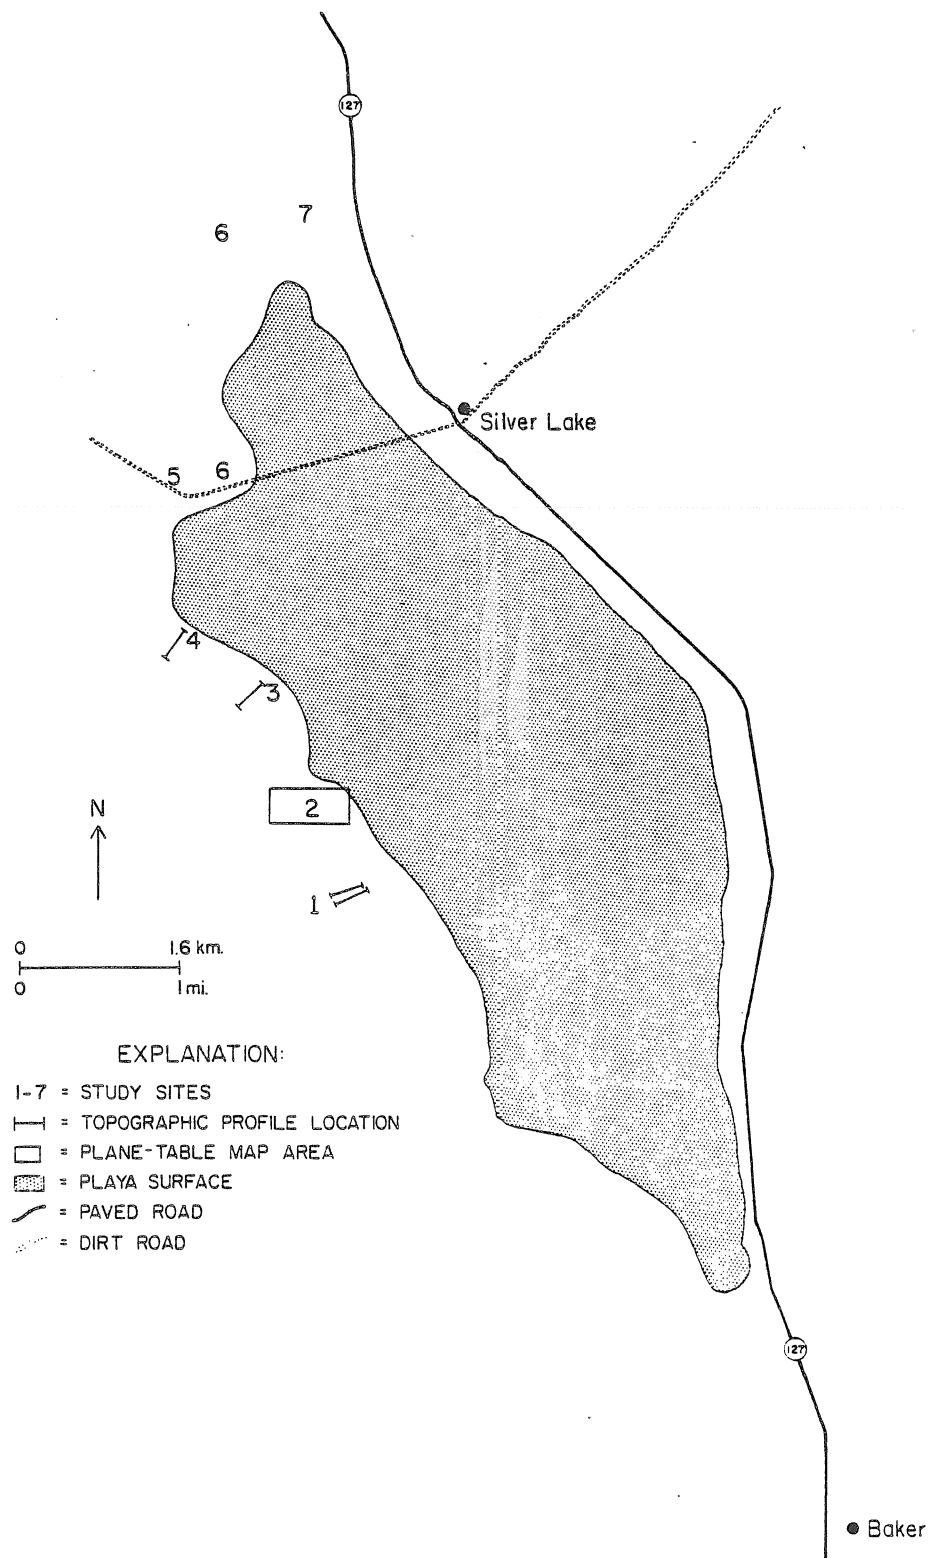 127
7
6
Silver Lake
5 6
4
3
N
2
1
0 1.6 km.
0 1 mi.
EXPLANATION:
1-7 = STUDY SITES
= TOPOGRAPHIC PROFILE LOCATION
= PLANE-TABLE MAP AREA
= PLAYA SURFACE
= PAVED ROAD
= DIRT ROAD
127
Baker